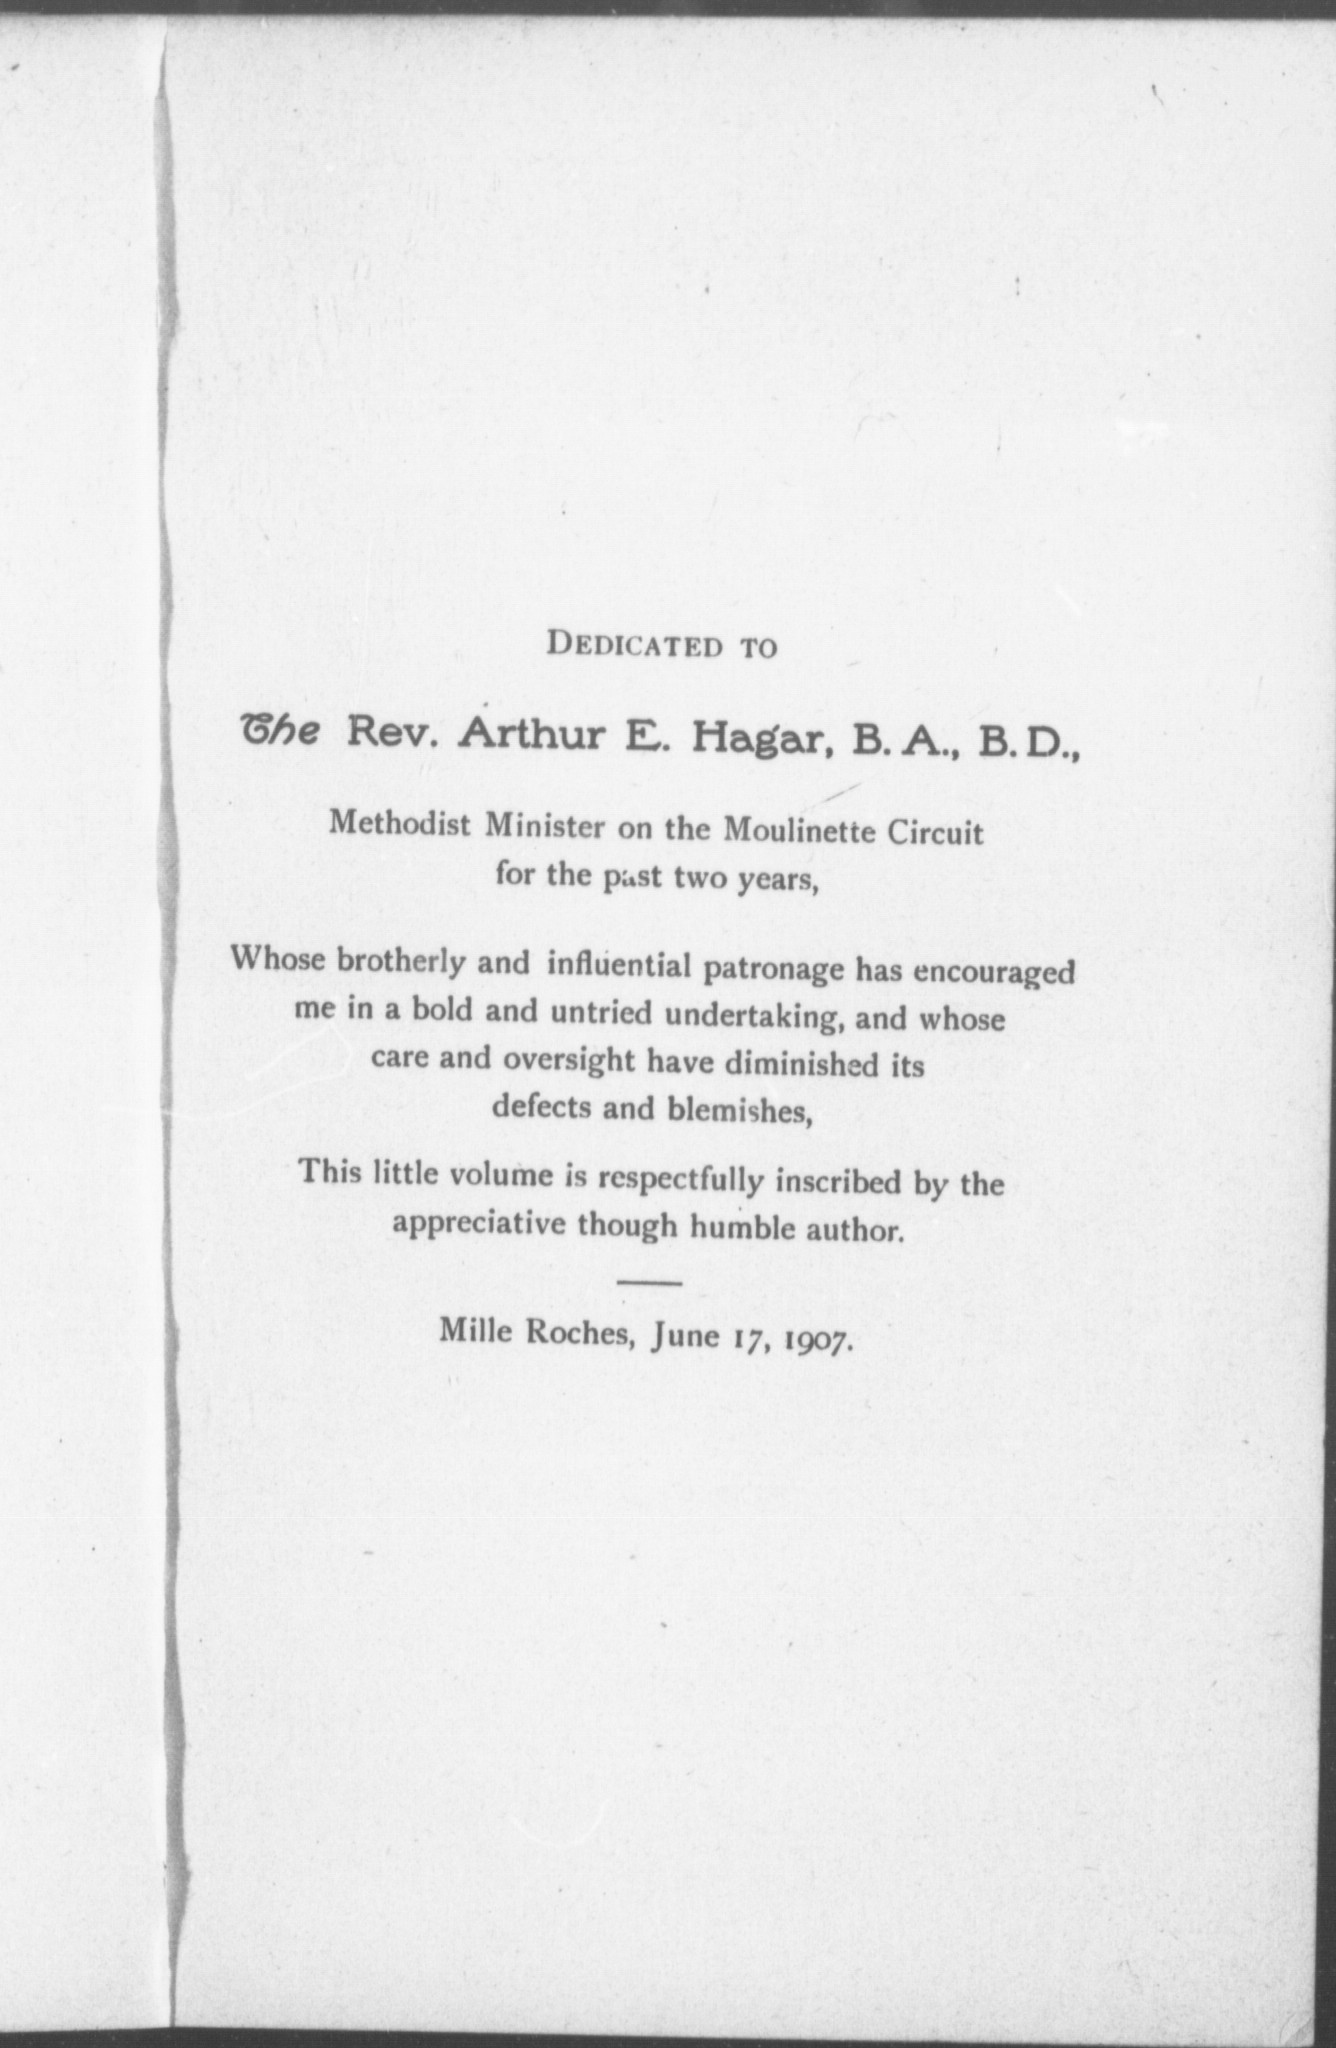 DEDICATED TO
The Rev. Arthur E. Hagar, B. A., B. D.,
Methodist Minister on the Moulinette Circuit
for the past two years,
Whose brotherly and influential patronage has encouraged
me in a bold and untried undertaking, and whose
care and oversight have diminished its
defects and blemishes,
This little volume is respectfully inscribed by the
appreciative though humble author.
Mille Roches, June 17, 1907.